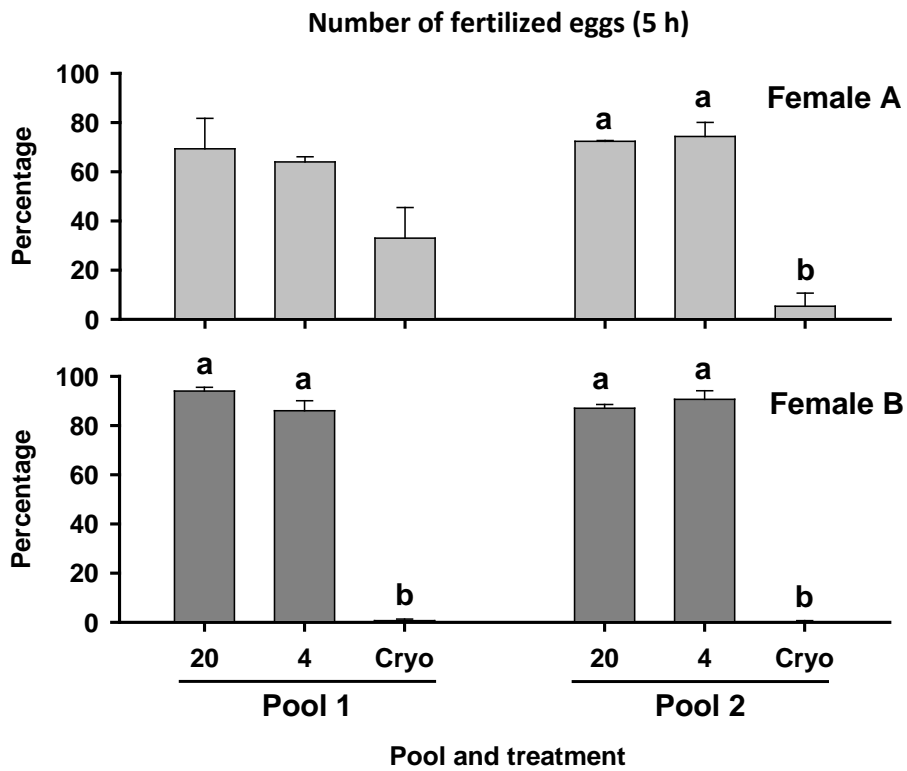 Number of fertilized eggs (5 h)
100
80
60
40
20
0
Percentage
a
a
b
Female A
100
80
60
40
20
0
Percentage
a
a
b
a
a
b
Female B
20 4 Cryo 20 4 Cryo
Pool 1 Pool 2
Pool and treatment